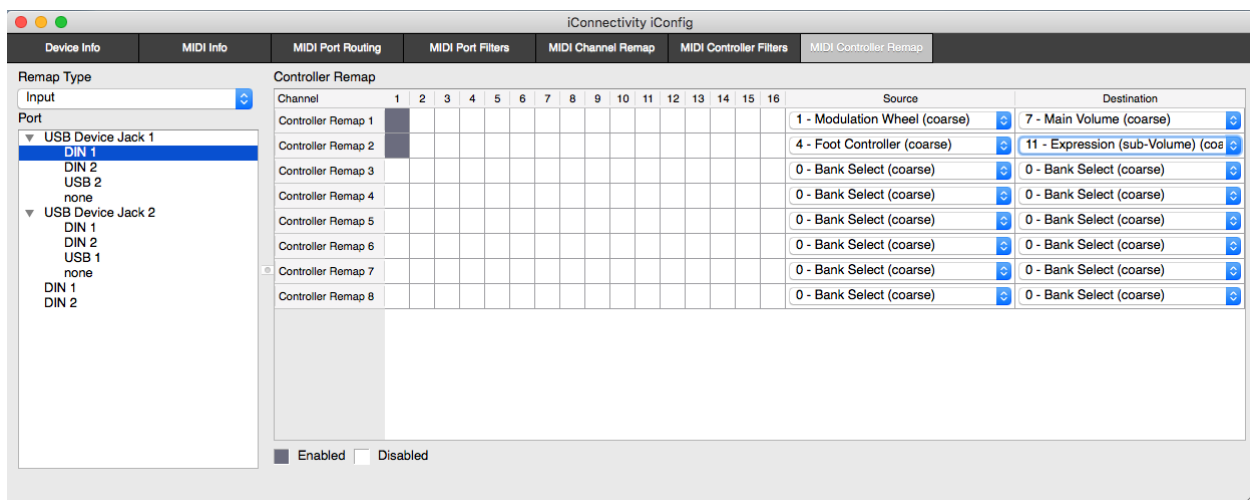 iConnectivity iConfig
Device Info MIDI Info MIDI Port Routing MIDI Port Filters MIDI Channel Remap MIDI Controller Filters MIDI Controller Remap
Remap Type
Input
Port
USB Device Jack 1
DIN 1
DIN 2
USB 2
none
USB Device Jack 2
DIN 1
DIN 2
USB 1
none
DIN 1
DIN 2
Controller Remap
Channel 1 2 3 4 5 6 7 8 9 10 11 12 13 14 15 16 Source Destination
Controller Remap 1 1 - Modulation Wheel (coarse) 7 - Main Volume (coarse)
Controller Remap 2 4 - Foot Controller (coarse) 11 - Expression (sub-Volume) (coa
Controller Remap 3 0 - Bank Select (coarse) 0 - Bank Select (coarse)
Controller Remap 4 0 - Bank Select (coarse) 0 - Bank Select (coarse)
Controller Remap 5 0 - Bank Select (coarse) 0 - Bank Select (coarse)
Controller Remap 6 0 - Bank Select (coarse) 0 - Bank Select (coarse)
Controller Remap 7 0 - Bank Select (coarse) 0 - Bank Select (coarse)
Controller Remap 8 0 - Bank Select (coarse) 0 - Bank Select (coarse)
Enabled Disabled